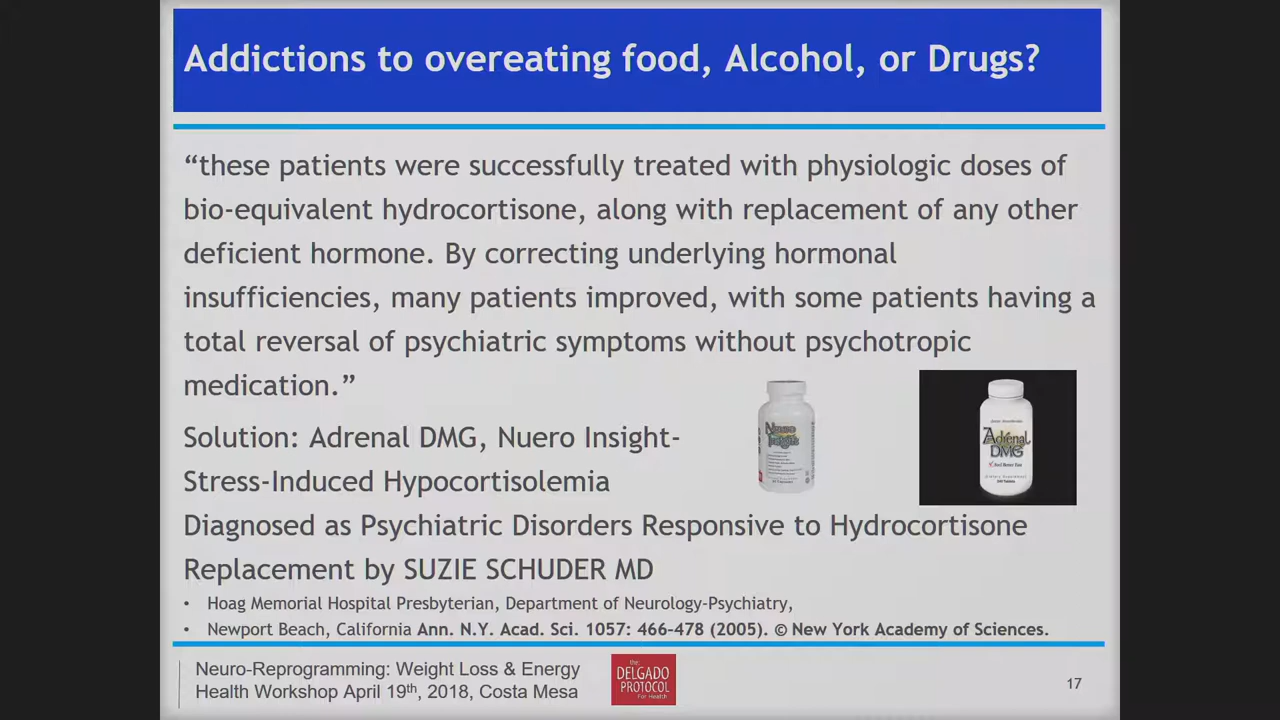 Addictions to overeating food, Alcohol, or Drugs?
“these patients were successfully treated with physiologic doses of
bio-equivalent hydrocortisone, along with replacement of any other
deficient hormone. By correcting underlying hormonal
insufficiencies, many patients improved, with some patients having a
total reversal of psychiatric symptoms without psychotropic
medication.”
Solution: Adrenal DMG, Nuero Insight-
Stress-Induced Hypocortisolemia
Diagnosed as Psychiatric Disorders Responsive to Hydrocortisone
Replacement by SUZIE SCHUDER MD
• Hoag Memorial Hospital Presbyterian, Department of Neurology-Psychiatry,
• Newport Beach, California Ann. N.Y. Acad. Sci. 1057: 466–478 (2005). © New York Academy of Sciences.
Nuero
Insight
Adrenal
DMG
Neuro-Reprogramming: Weight Loss & Energy
Health Workshop April 19th, 2018, Costa Mesa
the
DELGADO
PROTOCOL
For Health
17